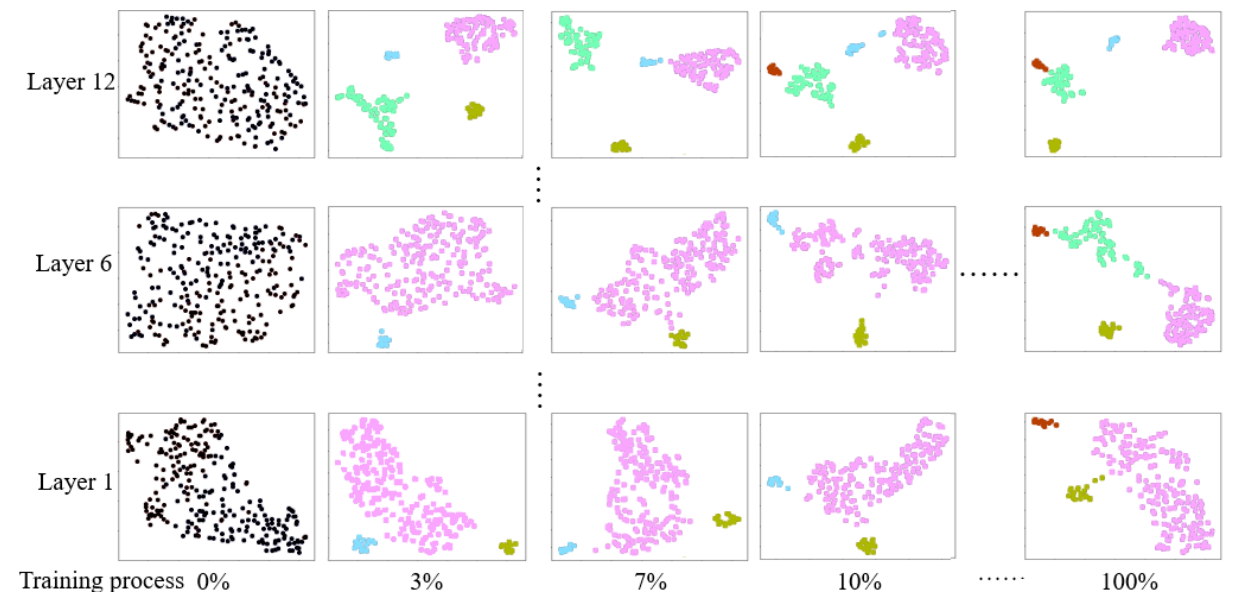 Layer 12
Layer 6
Layer 1
Training process 0% 3% 7% 10% ...... 100%